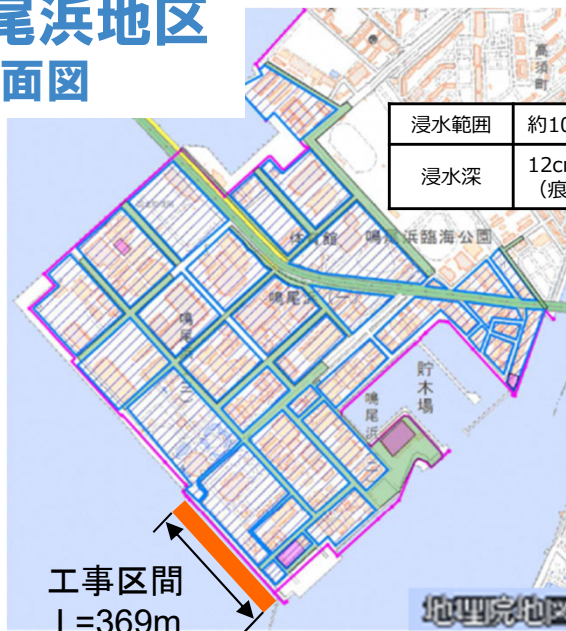 尾浜地区
面図
高須町
浸水範囲 約10
浸水深 12cm
（痕
体育館
鳴尾浜臨海公園
鳴尾浜（一）
鳴尾浜（三）
貯木場
鳴尾浜（二）
工事区間
L=369m
地理院地図